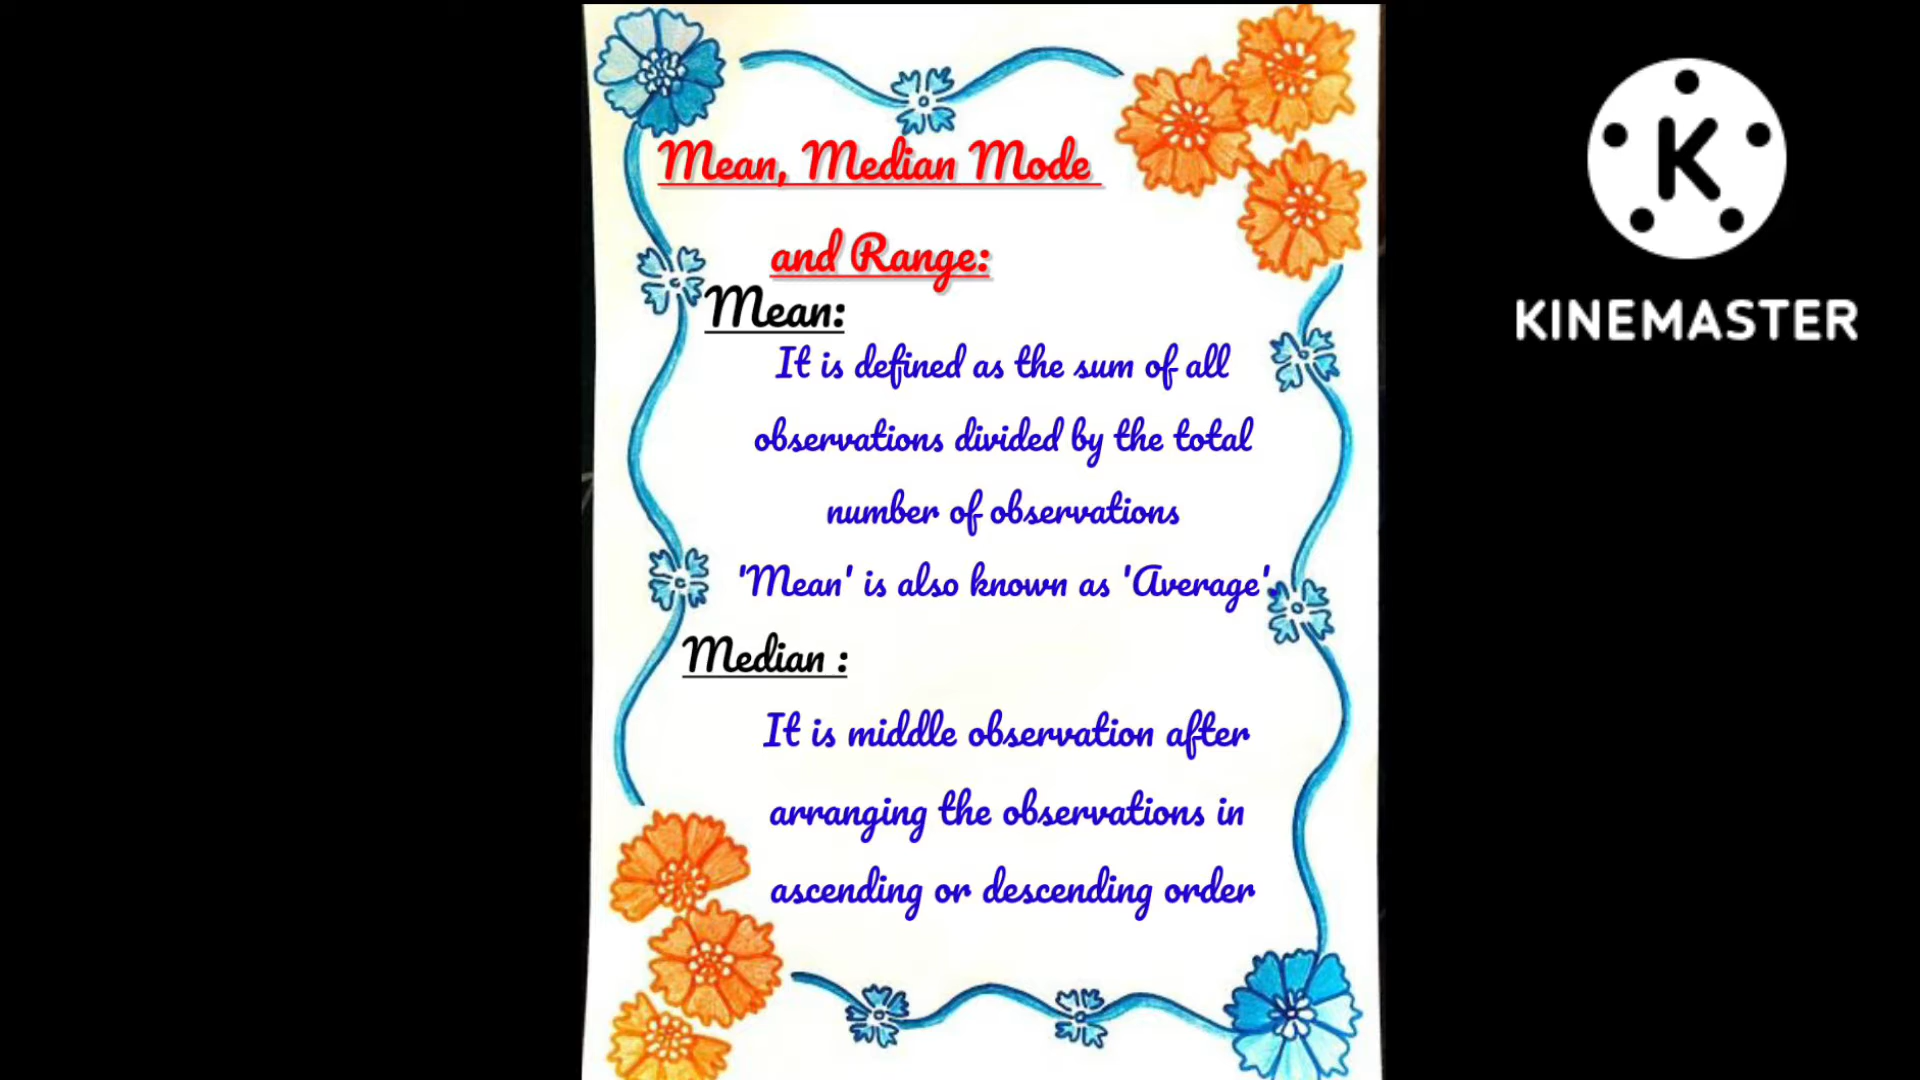 Mean, Median Mode
and Range:
Mean:
It is defined as the sum of all
observations divided by the total
number of observations
'Mean' is also known as 'Average'.
Median :
It is middle observation after
arranging the observations in
ascending or descending order
K
KINEMASTER